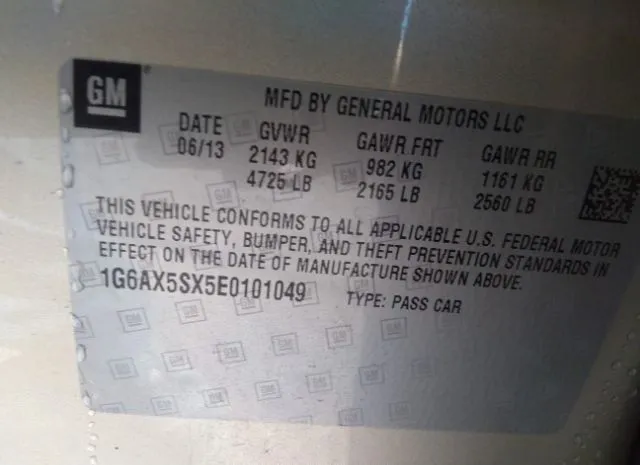 GM
MFD BY GENERAL MOTORS LLC
DATE GVWR GAWR FRT GAWR RR
06/13 2143 KG 982 KG 1161 KG
4725 LB 2165 LB 2560 LB
THIS VEHICLE CONFORMS TO ALL APPLICABLE U.S. FEDERAL MOTOR
VEHICLE SAFETY, BUMPER, AND THEFT PREVENTION STANDARDS IN
EFFECT ON THE DATE OF MANUFACTURE SHOWN ABOVE.
1G6AX5SX5E0101049 TYPE: PASS CAR